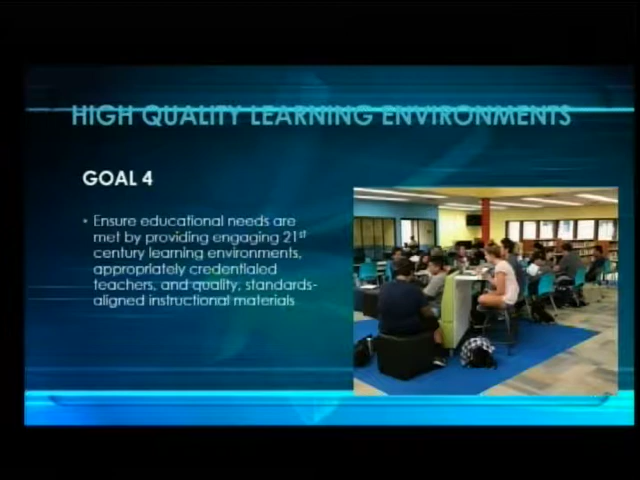 HIGH QUALITY LEARNING ENVIRONMENTS
GOAL 4
Ensure educational needs are
met by providing engaging 21st
century learning environments,
appropriately credentialed
teachers, and quality, standards-
aligned instructional materials